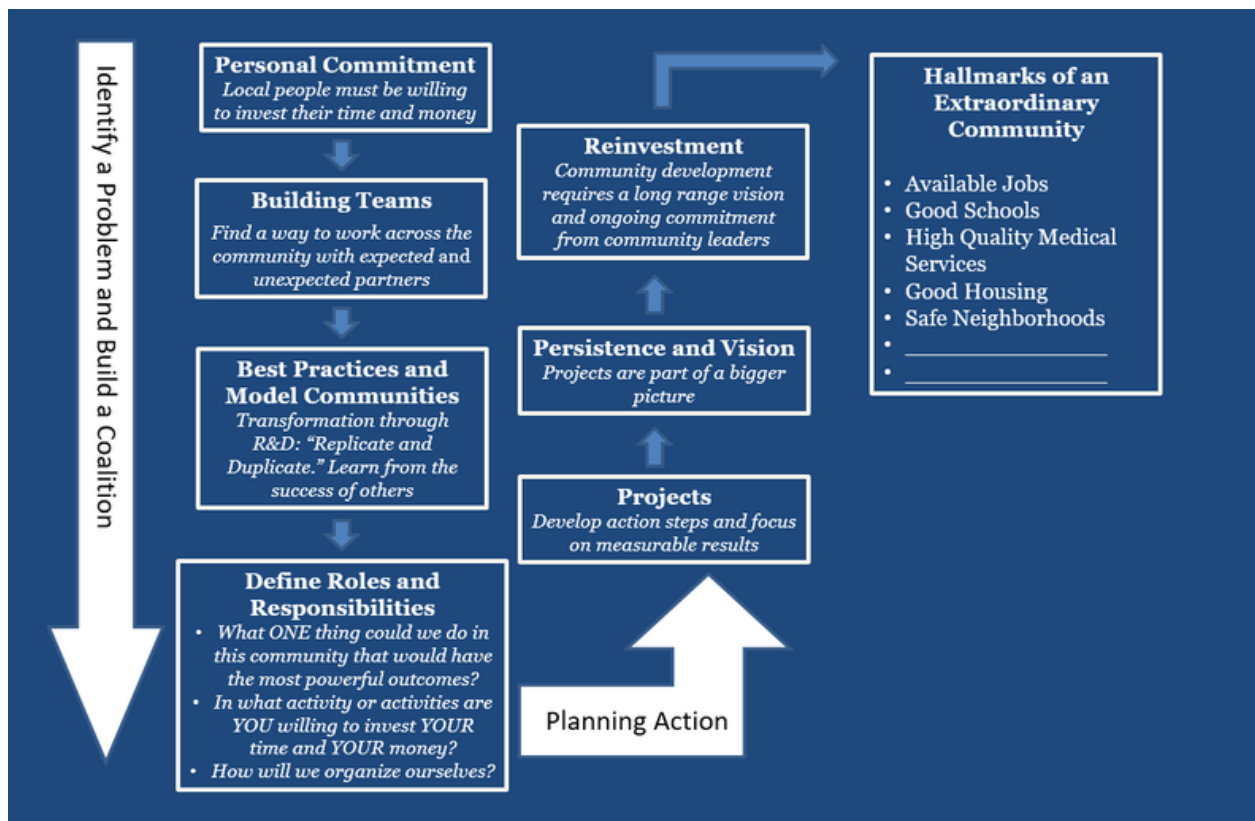 Identify a Problem and Build a Coalition
Personal Commitment
Local people must be willing
to invest their time and money
Building Teams
Find a way to work across the
community with expected and
unexpected partners
Best Practices and
Model Communities
Transformation through
R&D: “Replicate and
Duplicate.” Learn from the
success of others
Define Roles and
Responsibilities
• What ONE thing could we do in
this community that would have
the most powerful outcomes?
• In what activity or activities are
YOU willing to invest YOUR
time and YOUR money?
• How will we organize ourselves?
Planning Action
Projects
Develop action steps and focus
on measurable results
Persistence and Vision
Projects are part of a bigger
picture
Reinvestment
Community development
requires a long range vision
and ongoing commitment
from community leaders
Hallmarks of an
Extraordinary
Community
• Available Jobs
• Good Schools
• High Quality Medical
Services
• Good Housing
• Safe Neighborhoods
• ____________________
• ____________________